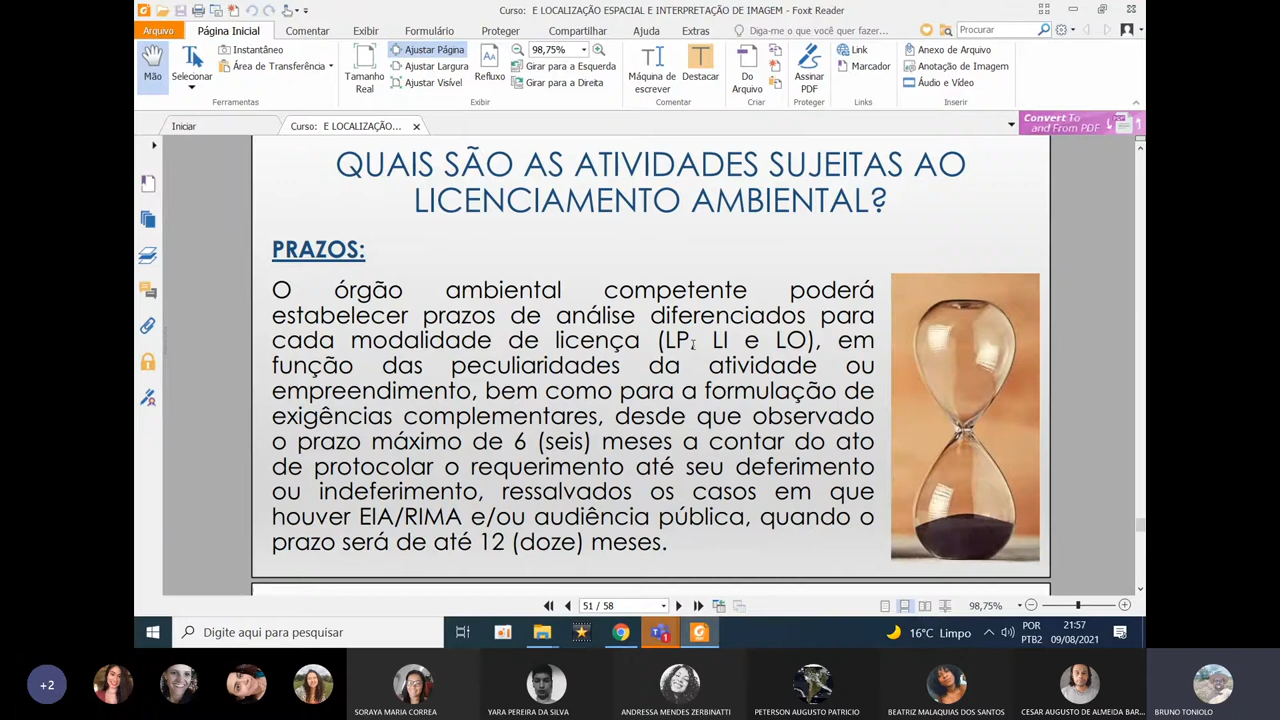 Curso: E LOCALIZAÇÃO ESPACIAL E INTERPRETAÇÃO DE IMAGEM - Foxit Reader
Arquivo Página Inicial Comentar Exibir Formulário Proteger Compartilhar Ajuda Extras Diga-me o que você quer fazer... Procurar
Mão
Selecionar
Instantâneo
Área de Transferência
Ferramentas
Tamanho Real
Ajustar Página
Ajustar Largura
Ajustar Visível
Refluxo
98,75%
Girar para a Esquerda
Girar para a Direita
Exibir
Máquina de escrever
Destacar
Comentar
Do Arquivo
Criar
Assinar PDF
Proteger
Link
Marcador
Links
Anexo de Arquivo
Anotação de Imagem
Áudio e Vídeo
Inserir
Iniciar
Curso: E LOCALIZAÇÃO...
Convert To
and From PDF
QUAIS SÃO AS ATIVIDADES SUJEITAS AO
LICENCIAMENTO AMBIENTAL?
PRAZOS:
O órgão ambiental competente poderá
estabelecer prazos de análise diferenciados para
cada modalidade de licença (LP, LI e LO), em
função das peculiaridades da atividade ou
empreendimento, bem como para a formulação de
exigências complementares, desde que observado
o prazo máximo de 6 (seis) meses a contar do ato
de protocolar o requerimento até seu deferimento
ou indeferimento, ressalvados os casos em que
houver EIA/RIMA e/ou audiência pública, quando o
prazo será de até 12 (doze) meses.
51 / 58
98,75%
Digite aqui para pesquisar
16°C Limpo
POR
PTB2
21:57
09/08/2021
+2
SORAYA MARIA CORREA
YARA PEREIRA DA SILVA
ANDRESSA MENDES ZERBINATTI
PETERSON AUGUSTO PATRICIO
BEATRIZ MALAQUIAS DOS SANTOS
CESAR AUGUSTO DE ALMEIDA BAR...
BRUNO TONIOLO